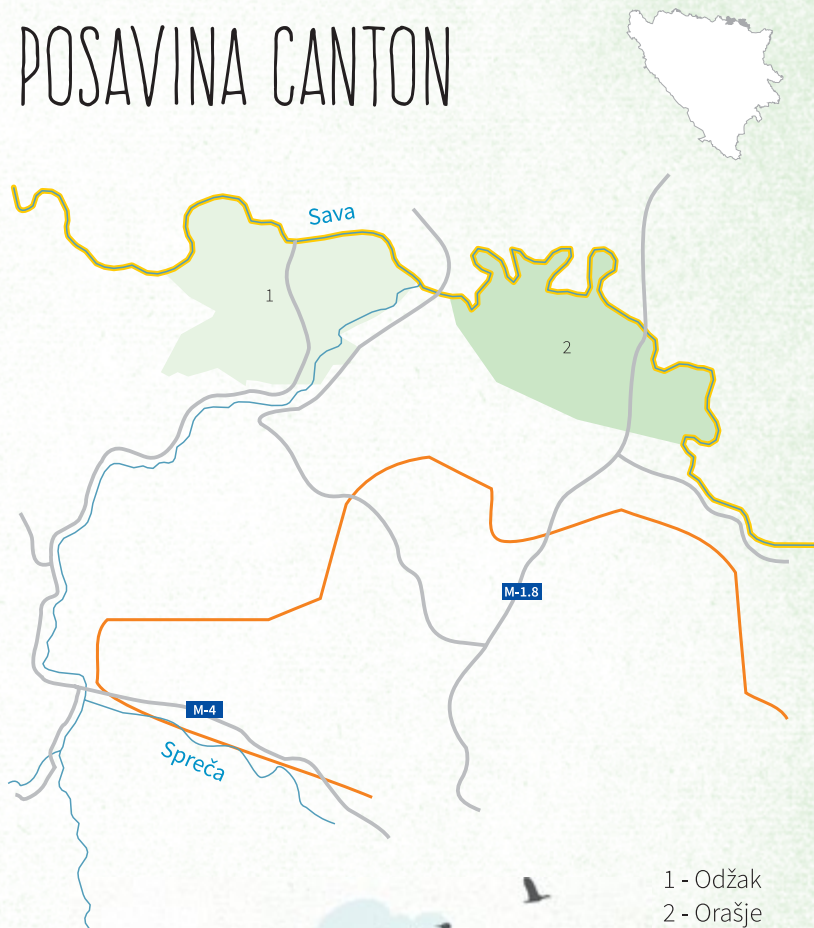 POSAVINA CANTON
Sava
1
2
M-1.8
M-4
Spreča
1 - Odžak
2 - Orašje